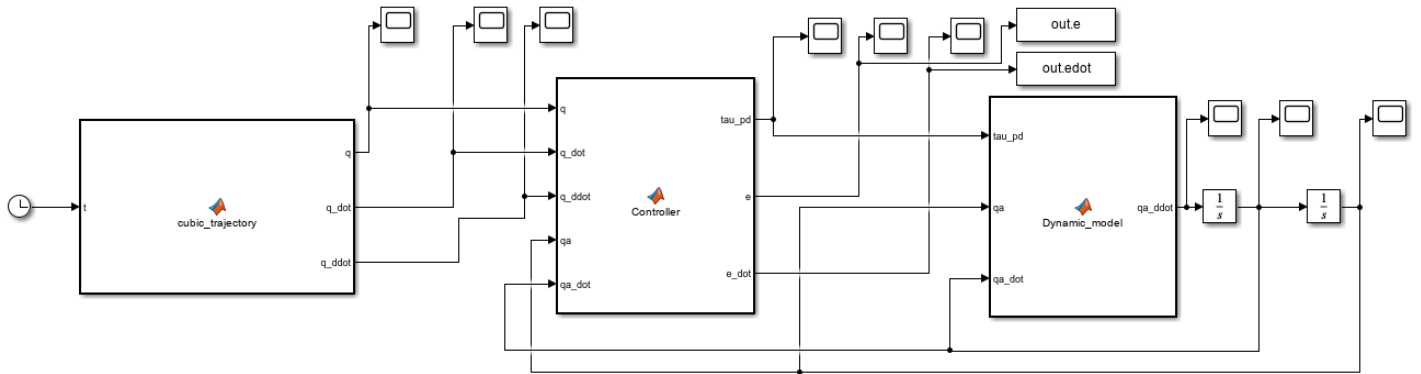 out.e
out.edot
t
cubic_trajectory
q
q_dot
q_ddot
q
q_dot
q_ddot
qa
qa_dot
Controller
tau_pd
e
e_dot
tau_pd
qa
qa_dot
Dynamic_model
qa_ddot
1
s
1
s